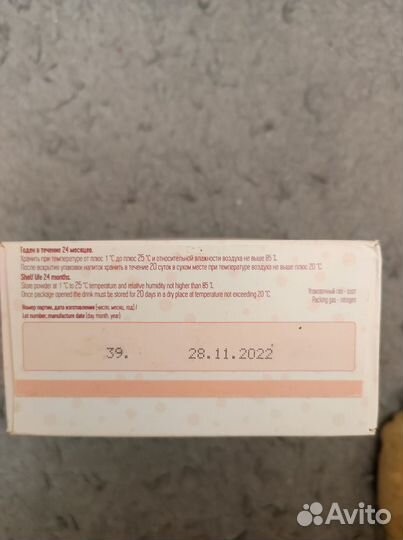 Годен в течение 24 месяцев.
Хранить при температуре от плюс 1 °С до плюс 25 °С и относительной влажности воздуха не выше 85 %.
После вскрытия упаковки напиток хранить в течение 20 суток в сухом месте при температуре воздуха не выше плюс 20 °С.
Shelf life 24 months.
Store powder at 1 °C to 25 °C temperature and relative humidity not higher than 85 %.
Once package opened the drink must be stored for 20 days in a dry place at temperature not exceeding 20 °C.
Упаковочный газ - азот
Packing gas - nitrogen
Номер партии, дата изготовления (число, месяц, год) /
Lot number, manufacture date (day, month, year)
39. 28.11.2022
Avito